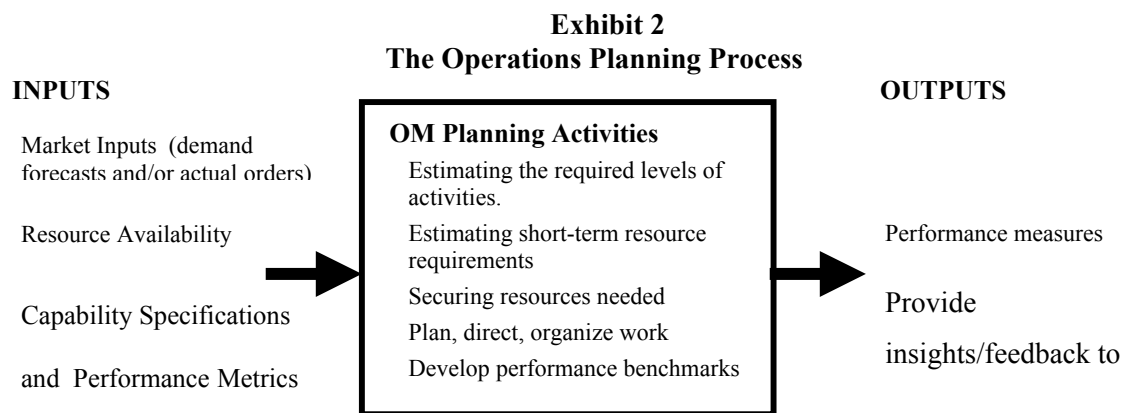 Exhibit 2
The Operations Planning Process
INPUTS
Market Inputs (demand
forecasts and/or actual orders)
Resource Availability
Capability Specifications
and Performance Metrics
OM Planning Activities
Estimating the required levels of
activities.
Estimating short-term resource
requirements
Securing resources needed
Plan, direct, organize work
Develop performance benchmarks
OUTPUTS
Performance measures
Provide
insights/feedback to